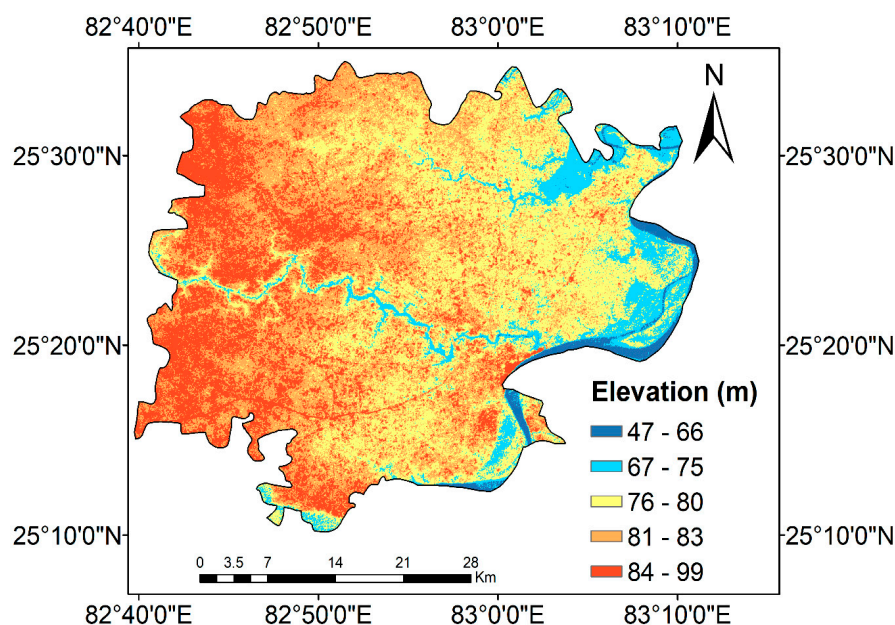 82°40'0"E 82°50'0"E 83°0'0"E 83°10'0"E
N
25°30'0"N 25°30'0"N
25°20'0"N 25°20'0"N
Elevation (m)
47 - 66
67 - 75
76 - 80
81 - 83
84 - 99
25°10'0"N 25°10'0"N
0 3.5 7 14 21 28
Km
82°40'0"E 82°50'0"E 83°0'0"E 83°10'0"E